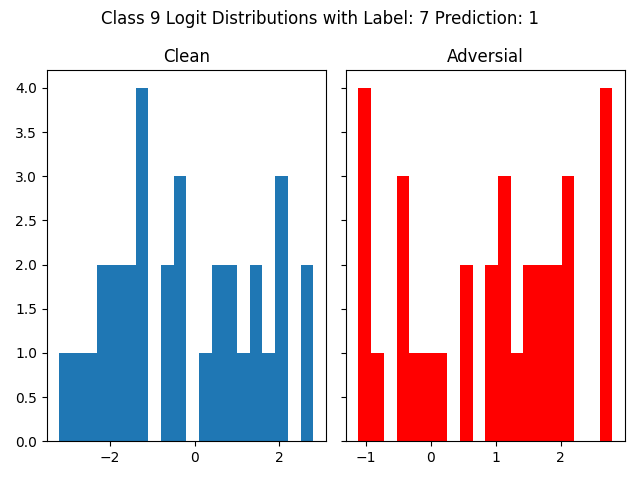 Class 9 Logit Distributions with Label: 7 Prediction: 1
Clean
Adversial
4.0
3.5
3.0
2.5
2.0
1.5
1.0
0.5
0.0
−2 0 2
−1 0 1 2